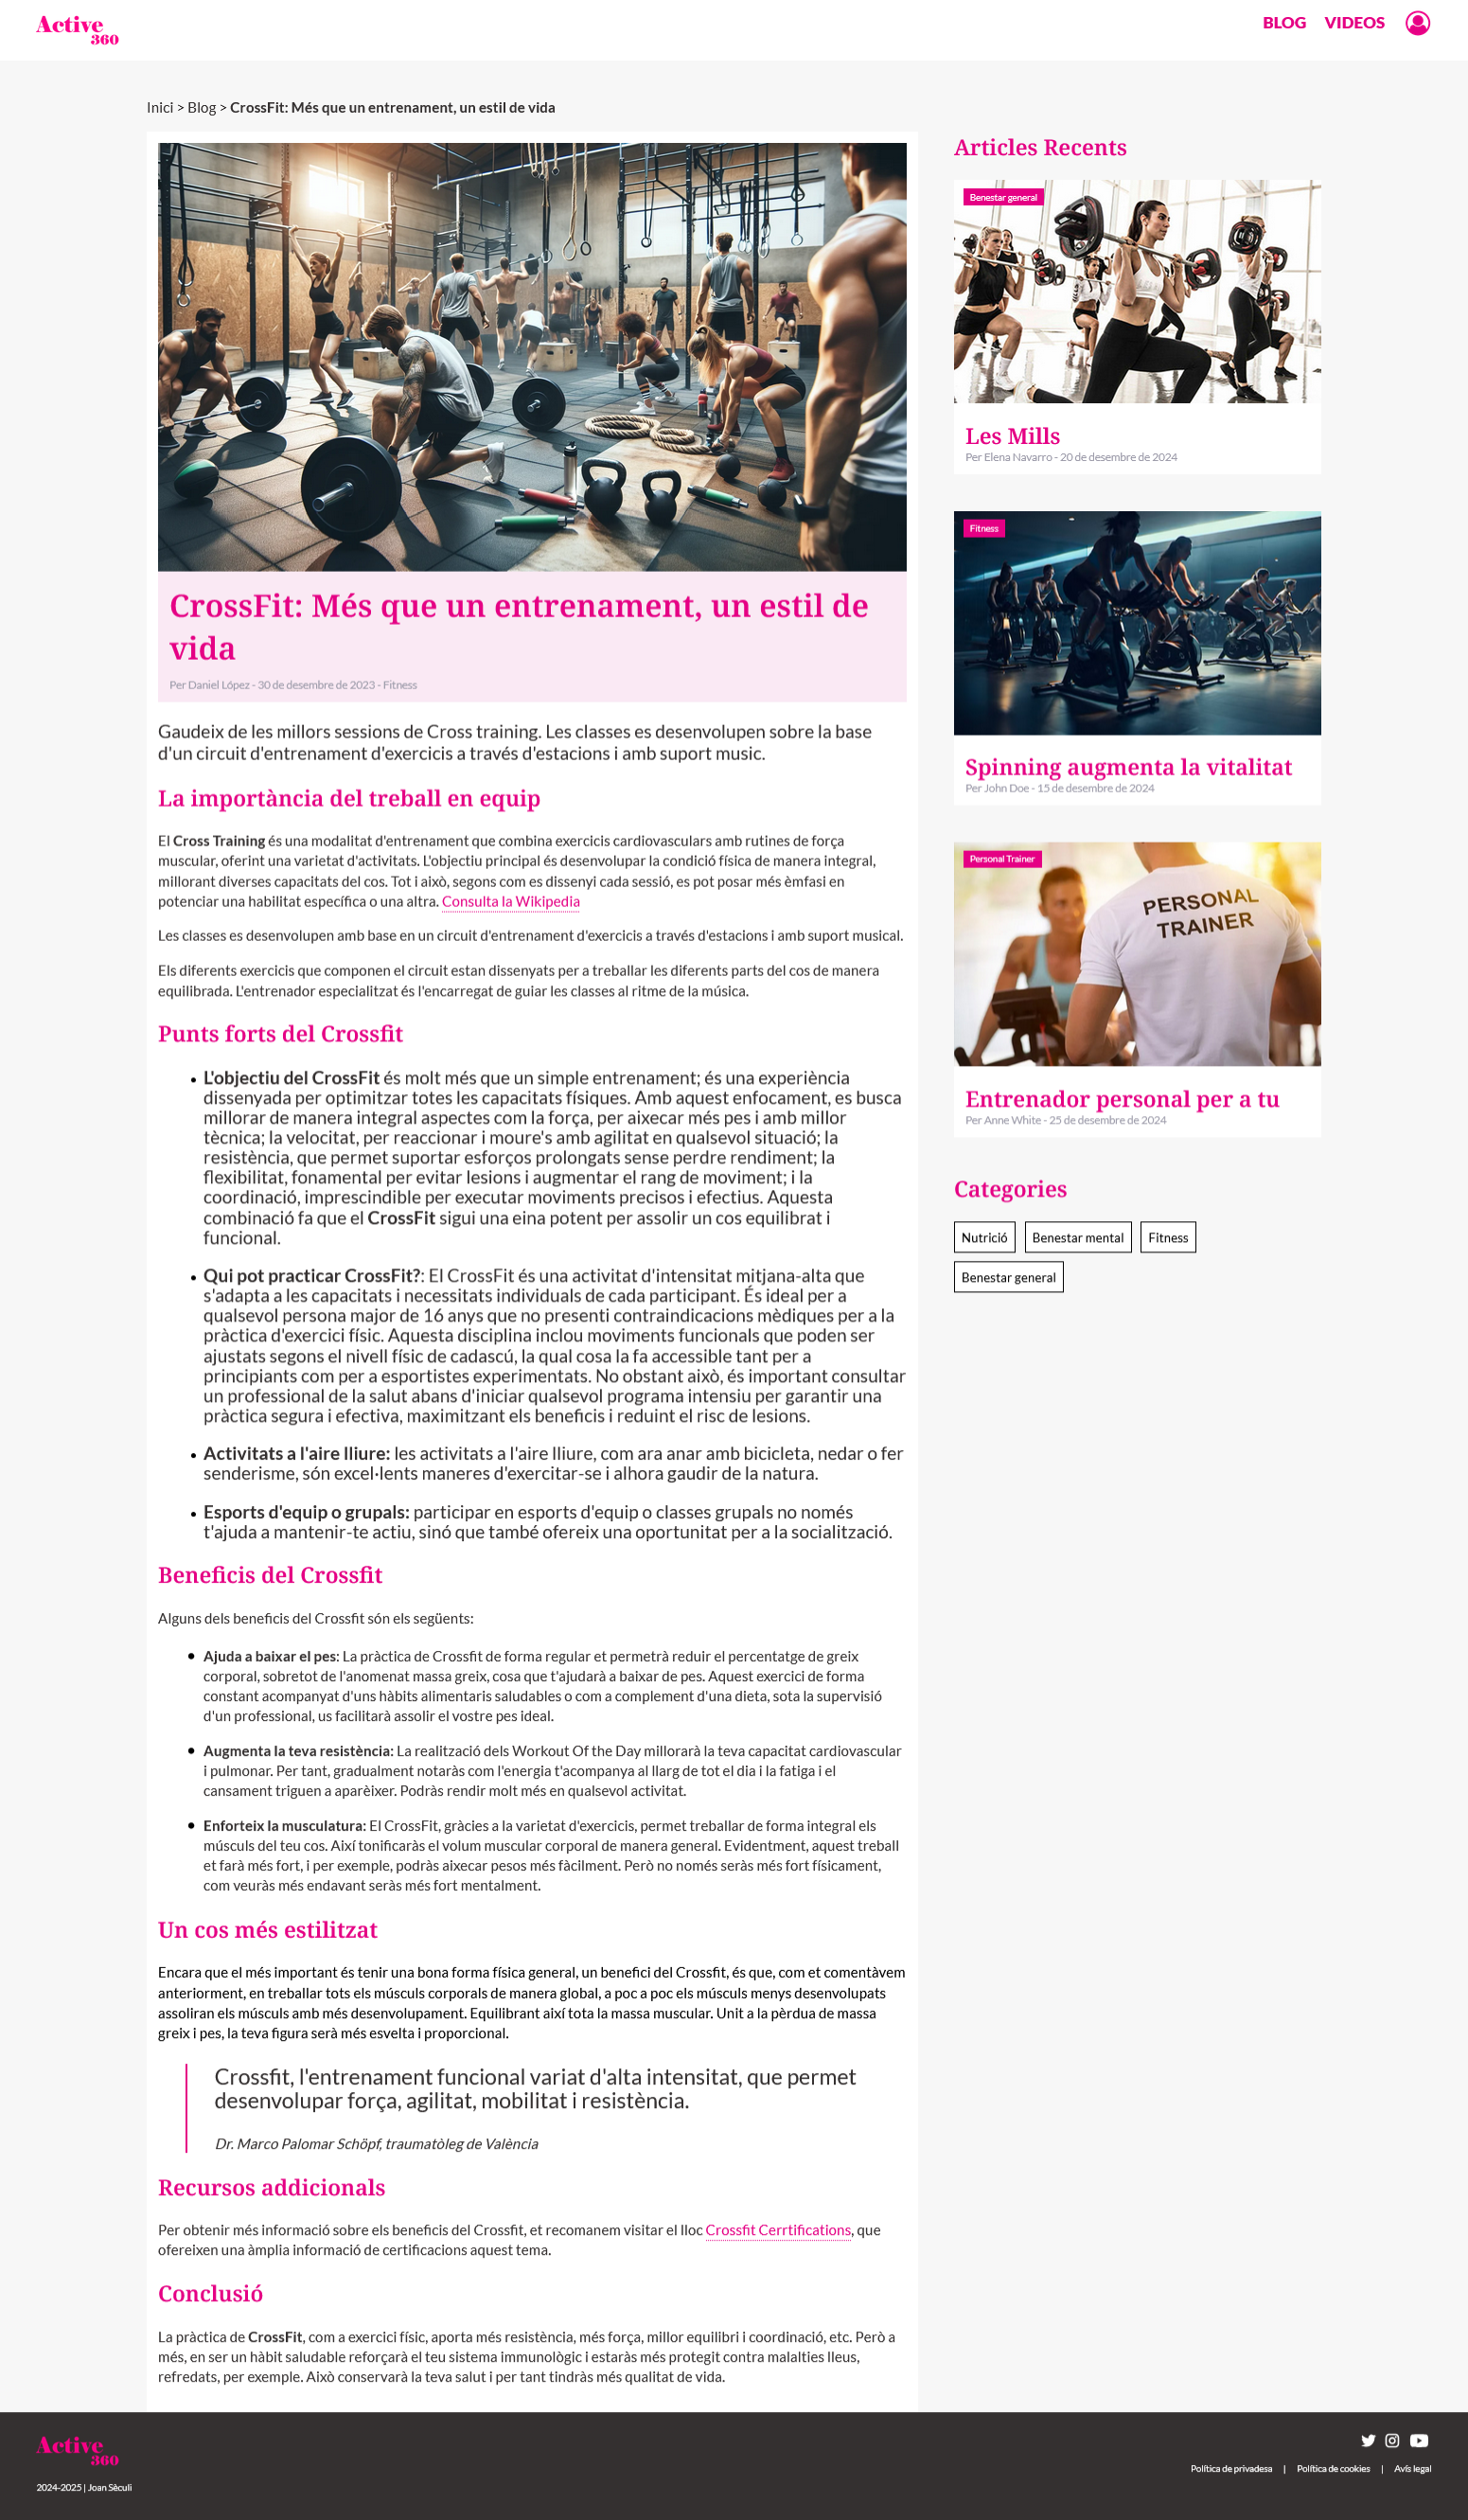 Active
360
BLOG VIDEOS
Inici > Blog > CrossFit: Més que un entrenament, un estil de vida
CrossFit: Més que un entrenament, un estil de
vida
Per Daniel López - 30 de desembre de 2023 - Fitness
Gaudeix de les millors sessions de Cross training. Les classes es desenvolupen sobre la base
d'un circuit d'entrenament d'exercicis a través d'estacions i amb suport music.
La importància del treball en equip
El Cross Training és una modalitat d'entrenament que combina exercicis cardiovasculars amb rutines de força
muscular, oferint una varietat d'activitats. L'objectiu principal és desenvolupar la condició física de manera integral,
millorant diverses capacitats del cos. Tot i això, segons com es dissenyi cada sessió, es pot posar més èmfasi en
potenciar una habilitat específica o una altra. Consulta la Wikipedia
Les classes es desenvolupen amb base en un circuit d'entrenament d'exercicis a través d'estacions i amb suport musical.
Els diferents exercicis que componen el circuit estan dissenyats per a treballar les diferents parts del cos de manera
equilibrada. L'entrenador especialitzat és l'encarregat de guiar les classes al ritme de la música.
Punts forts del Crossfit
L'objectiu del CrossFit és molt més que un simple entrenament; és una experiència
dissenyada per optimitzar totes les capacitats físiques. Amb aquest enfocament, es busca
millorar de manera integral aspectes com la força, per aixecar més pes i amb millor
tècnica; la velocitat, per reaccionar i moure's amb agilitat en qualsevol situació; la
resistència, que permet suportar esforços prolongats sense perdre rendiment; la
flexibilitat, fonamental per evitar lesions i augmentar el rang de moviment; i la
coordinació, imprescindible per executar moviments precisos i efectius. Aquesta
combinació fa que el CrossFit sigui una eina potent per assolir un cos equilibrat i
funcional.
Qui pot practicar CrossFit?: El CrossFit és una activitat d'intensitat mitjana-alta que
s'adapta a les capacitats i necessitats individuals de cada participant. És ideal per a
qualsevol persona major de 16 anys que no presenti contraindicacions mèdiques per a la
pràctica d'exercici físic. Aquesta disciplina inclou moviments funcionals que poden ser
ajustats segons el nivell físic de cadascú, la qual cosa la fa accessible tant per a
principiants com per a esportistes experimentats. No obstant això, és important consultar
un professional de la salut abans d'iniciar qualsevol programa intensiu per garantir una
pràctica segura i efectiva, maximitzant els beneficis i reduint el risc de lesions.
Activitats a l'aire lliure: les activitats a l'aire lliure, com ara anar amb bicicleta, nedar o fer
senderisme, són excel·lents maneres d'exercitar-se i alhora gaudir de la natura.
Esports d'equip o grupals: participar en esports d'equip o classes grupals no només
t'ajuda a mantenir-te actiu, sinó que també ofereix una oportunitat per a la socialització.
Beneficis del Crossfit
Alguns dels beneficis del Crossfit són els següents:
Ajuda a baixar el pes: La pràctica de Crossfit de forma regular et permetrà reduir el percentatge de greix
corporal, sobretot de l'anomenat massa greix, cosa que t'ajudarà a baixar de pes. Aquest exercici de forma
constant acompanyat d'uns hàbits alimentaris saludables o com a complement d'una dieta, sota la supervisió
d'un professional, us facilitarà assolir el vostre pes ideal.
Augmenta la teva resistència: La realització dels Workout Of the Day millorarà la teva capacitat cardiovascular
i pulmonar. Per tant, gradualment notaràs com l'energia t'acompanya al llarg de tot el dia i la fatiga i el
cansament triguen a aparèixer. Podràs rendir molt més en qualsevol activitat.
Enforteix la musculatura: El CrossFit, gràcies a la varietat d'exercicis, permet treballar de forma integral els
músculs del teu cos. Així tonificaràs el volum muscular corporal de manera general. Evidentment, aquest treball
et farà més fort, i per exemple, podràs aixecar pesos més fàcilment. Però no només seràs més fort físicament,
com veuràs més endavant seràs més fort mentalment.
Un cos més estilitzat
Encara que el més important és tenir una bona forma física general, un benefici del Crossfit, és que, com et comentàvem
anteriorment, en treballar tots els músculs corporals de manera global, a poc a poc els músculs menys desenvolupats
assoliran els músculs amb més desenvolupament. Equilibrant així tota la massa muscular. Unit a la pèrdua de massa
greix i pes, la teva figura serà més esvelta i proporcional.
Crossfit, l'entrenament funcional variat d'alta intensitat, que permet
desenvolupar força, agilitat, mobilitat i resistència.
Dr. Marco Palomar Schöpf, traumatòleg de València
Recursos addicionals
Per obtenir més informació sobre els beneficis del Crossfit, et recomanem visitar el lloc Crossfit Cerrtifications, que
ofereixen una àmplia informació de certificacions aquest tema.
Conclusió
La pràctica de CrossFit, com a exercici físic, aporta més resistència, més força, millor equilibri i coordinació, etc. Però a
més, en ser un hàbit saludable reforçarà el teu sistema immunològic i estaràs més protegit contra malalties lleus,
refredats, per exemple. Això conservarà la teva salut i per tant tindràs més qualitat de vida.
Articles Recents
Benestar general
Les Mills
Per Elena Navarro - 20 de desembre de 2024
Fitness
Spinning augmenta la vitalitat
Per John Doe - 15 de desembre de 2024
Personal Trainer
PERSONAL
TRAINER
Entrenador personal per a tu
Per Anne White - 25 de desembre de 2024
Categories
Nutrició Benestar mental Fitness
Benestar general
Active
360
2024-2025 | Joan Sèculi
Política de privadesa | Política de cookies | Avís legal